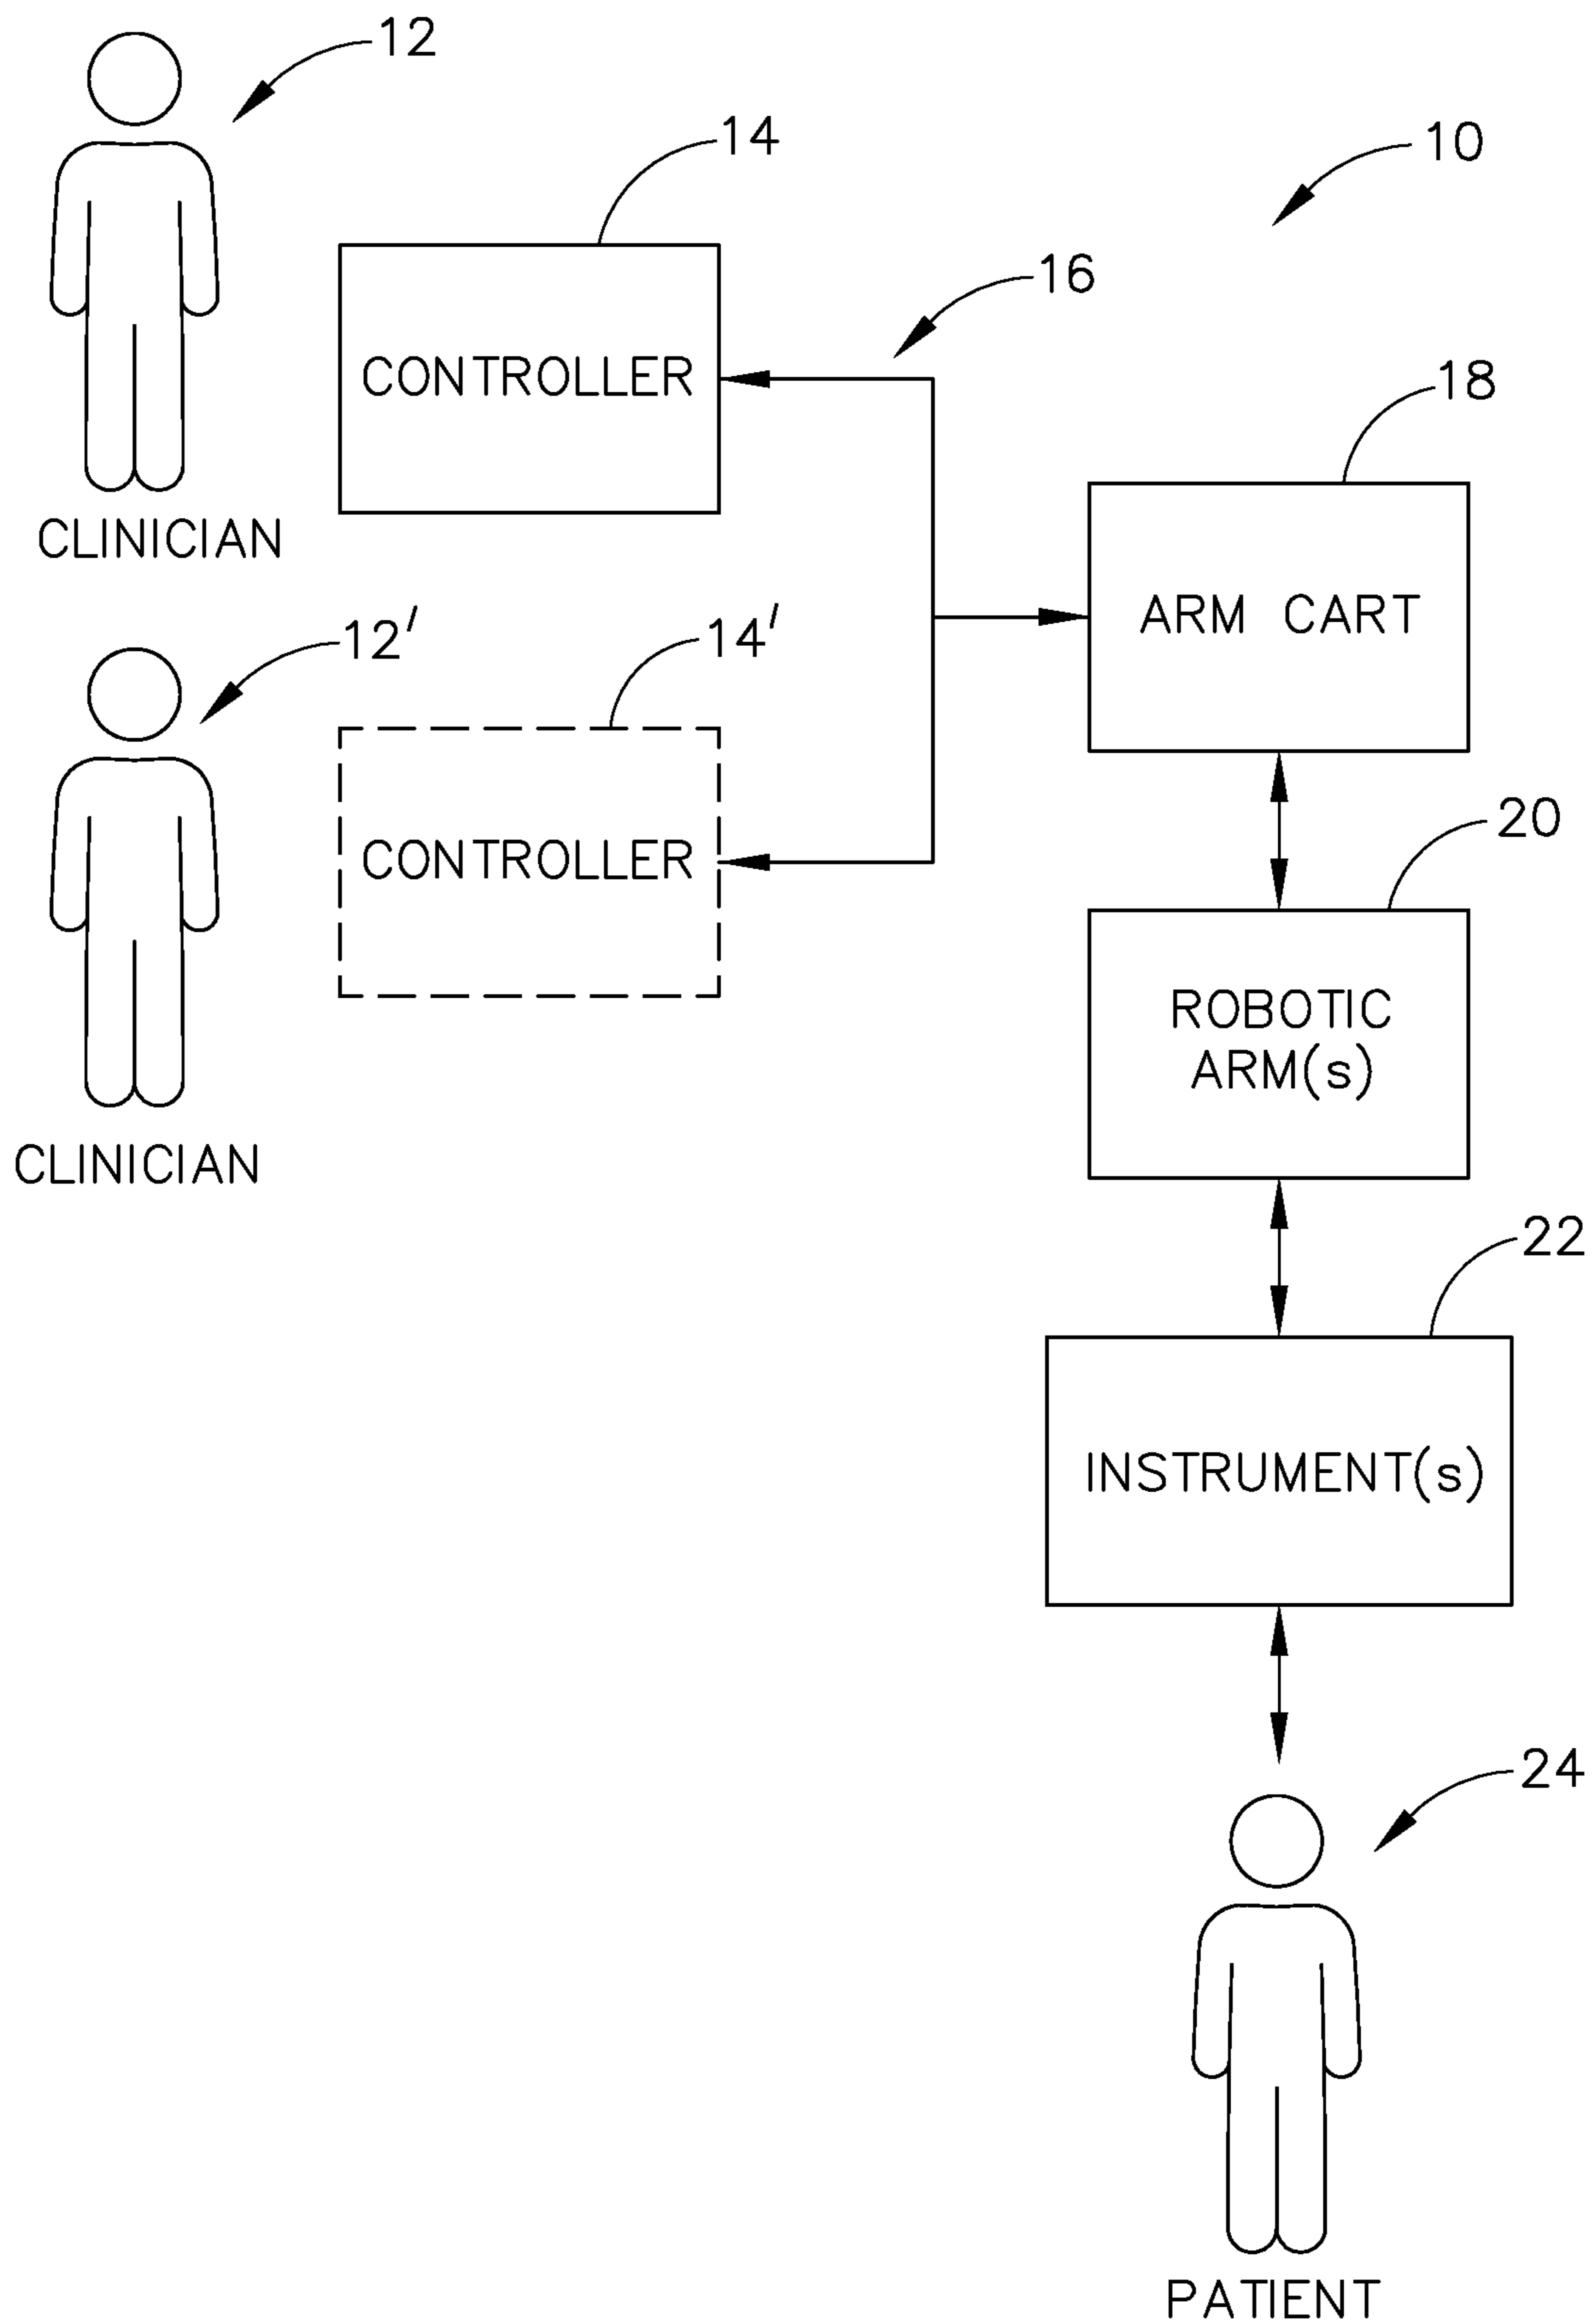 12
14
10
16
CONTROLLER
18
CLINICIAN
ARM CART
12'
14'
20
CONTROLLER
ROBOTIC
ARM(s)
CLINICIAN
22
INSTRUMENT(s)
24
PATIENT